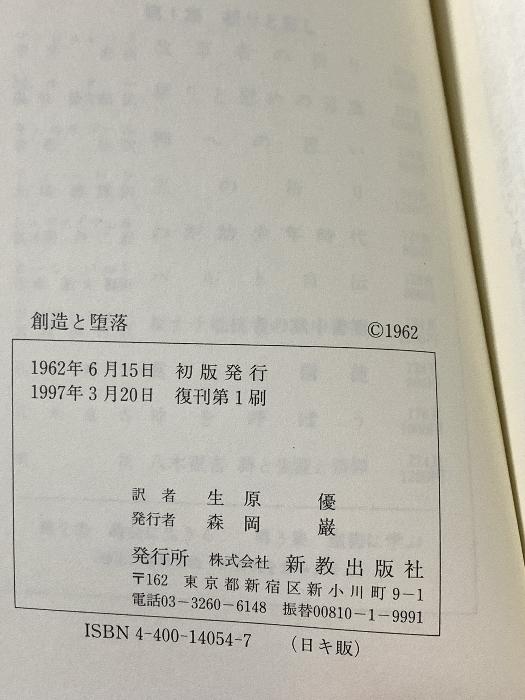 創造と堕落
©1962
1962年6月15日 初版発行
1997年3月20日 復刊第1刷
訳者 生原 優
発行者 森岡 巌
発行所 株式会社 新教出版社
〒162 東京都新宿区新小川町9-1
電話03-3260-6148 振替00810-1-9991
ISBN 4-400-14054-7 （日キ販）